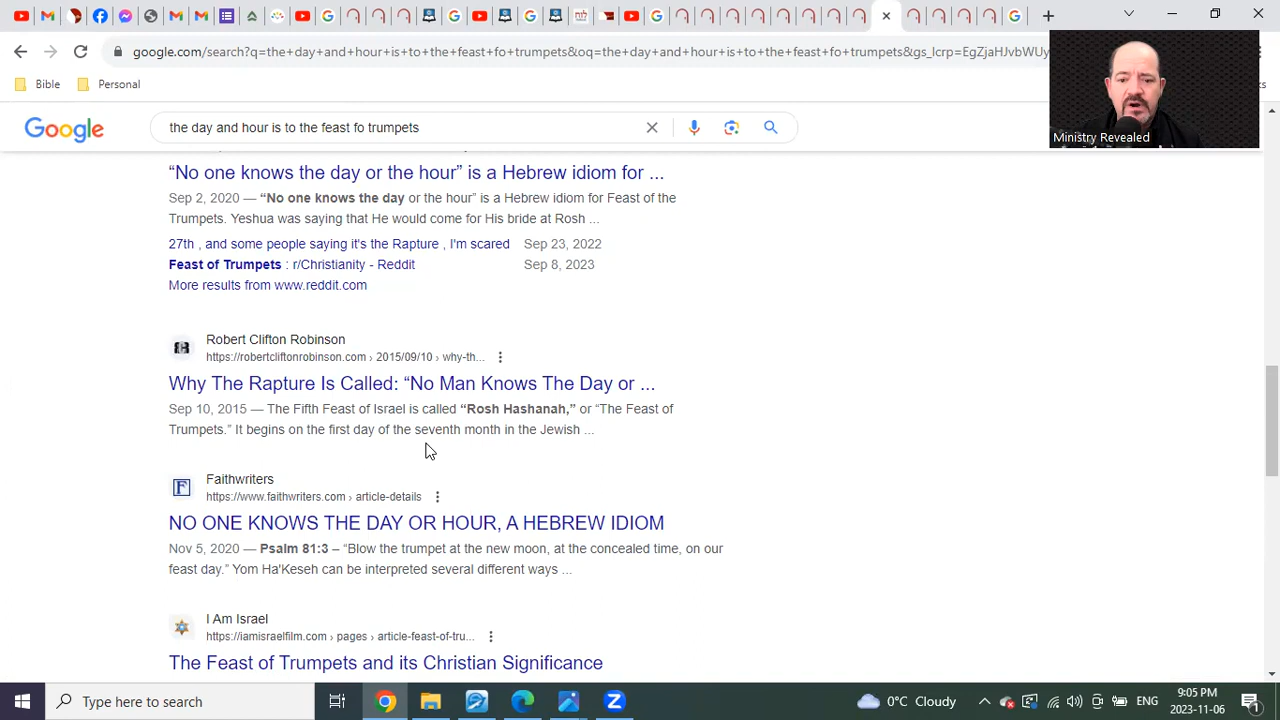 google.com/search?q=the+day+and+hour+is+to+the+feast+fo+trumpets&oq=the+day+and+hour+is+to+the+feast+fo+trumpets&gs_lcrp=EgZjaHJvbWUy
Bible
Personal
Google
the day and hour is to the feast fo trumpets
Ministry Revealed
“No one knows the day or the hour” is a Hebrew idiom for ...
Sep 2, 2020 — “No one knows the day or the hour” is a Hebrew idiom for Feast of the
Trumpets. Yeshua was saying that He would come for His bride at Rosh ...
27th , and some people saying it's the Rapture , I'm scared Sep 23, 2022
Feast of Trumpets : r/Christianity - Reddit Sep 8, 2023
More results from www.reddit.com
Robert Clifton Robinson
https://robertcliftonrobinson.com › 2015/09/10 › why-th...
Why The Rapture Is Called: “No Man Knows The Day or ...
Sep 10, 2015 — The Fifth Feast of Israel is called “Rosh Hashanah,” or “The Feast of
Trumpets.” It begins on the first day of the seventh month in the Jewish ...
F
Faithwriters
https://www.faithwriters.com › article-details
NO ONE KNOWS THE DAY OR HOUR, A HEBREW IDIOM
Nov 5, 2020 — Psalm 81:3 – “Blow the trumpet at the new moon, at the concealed time, on our
feast day.” Yom Ha'Keseh can be interpreted several different ways ...
I Am Israel
https://iamisraelfilm.com › pages › article-feast-of-tru...
The Feast of Trumpets and its Christian Significance
Type here to search
0°C Cloudy
ENG
9:05 PM
2023-11-06